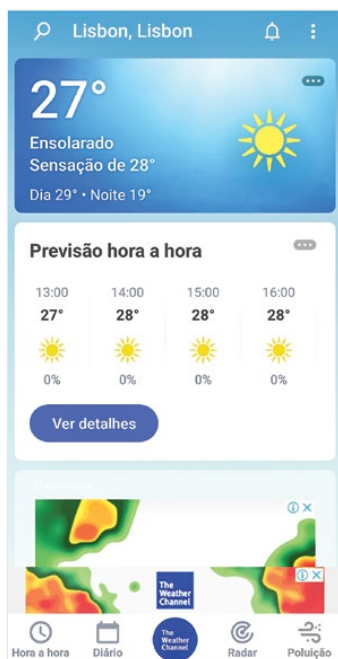 Lisbon, Lisbon
27°
Ensolarado
Sensação de 28°
Dia 29° • Noite 19°
Previsão hora a hora
13:00 14:00 15:00 16:00
27° 28° 28° 28°
0% 0% 0% 0%
Ver detalhes
The
Weather
Channel
The
Weather
Channel
Hora a hora Diário Radar Poluição